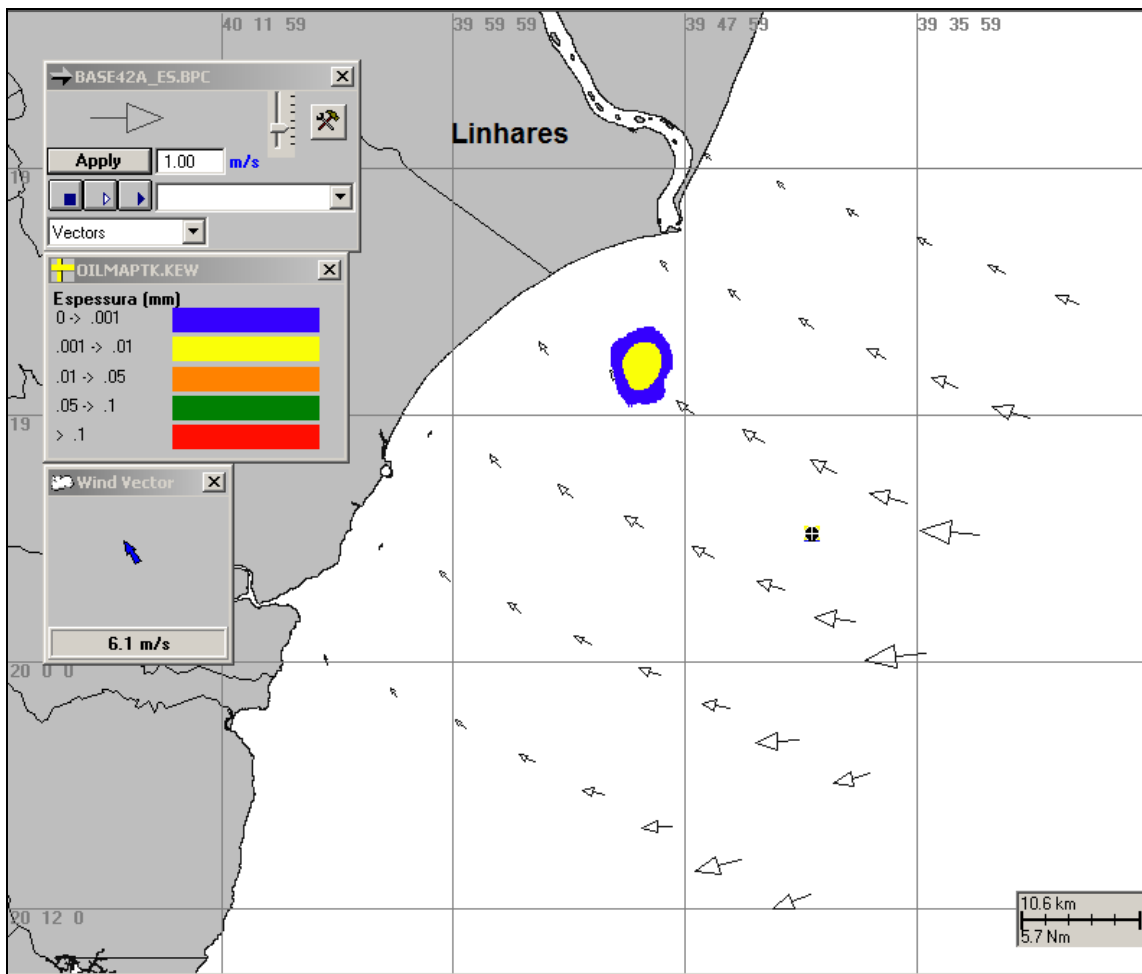 40 11 59
39 59 59
39 47 59
39 35 59
BASE42A_ES.BPC
Apply
1.00
m/s
Vectors
Linhares
OILMAPTK.KEW
Espessura (mm)
0 -> .001
.001 -> .01
.01 -> .05
.05 -> .1
> .1
Wind Vector
6.1 m/s
19
19
20 0 0
20 12 0
10.6 km
5.7 Nm